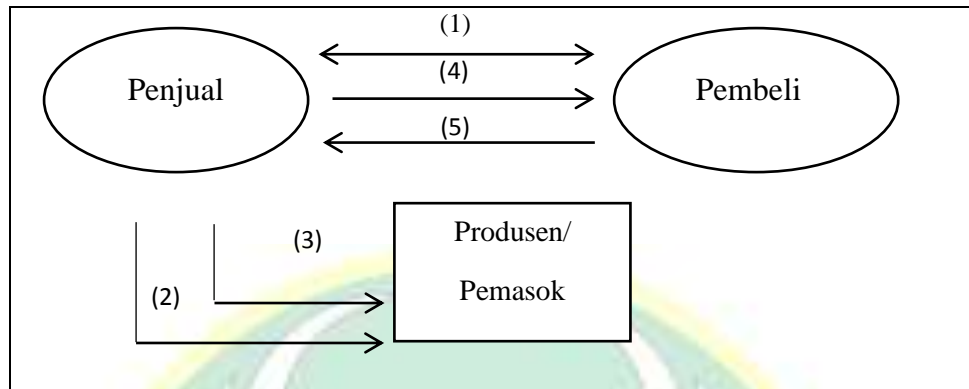 (1)
Penjual
(4)
Pembeli
(5)
Produsen/
(3)
(2)
Pemasok